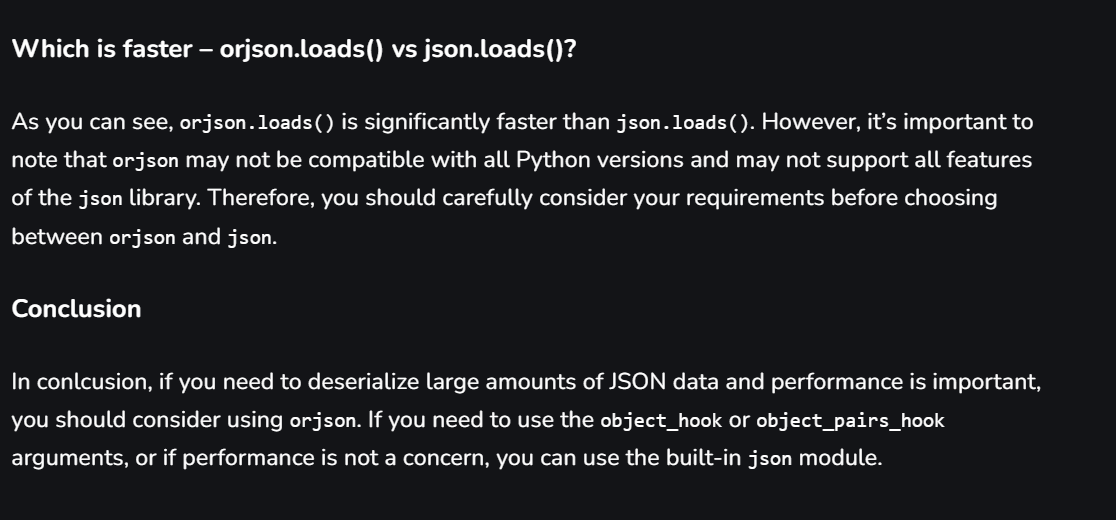 Which is faster – orjson.loads() vs json.loads()?
As you can see, orjson.loads() is significantly faster than json.loads(). However, it’s important to
note that orjson may not be compatible with all Python versions and may not support all features
of the json library. Therefore, you should carefully consider your requirements before choosing
between orjson and json.
Conclusion
In conlcusion, if you need to deserialize large amounts of JSON data and performance is important,
you should consider using orjson. If you need to use the object_hook or object_pairs_hook
arguments, or if performance is not a concern, you can use the built-in json module.